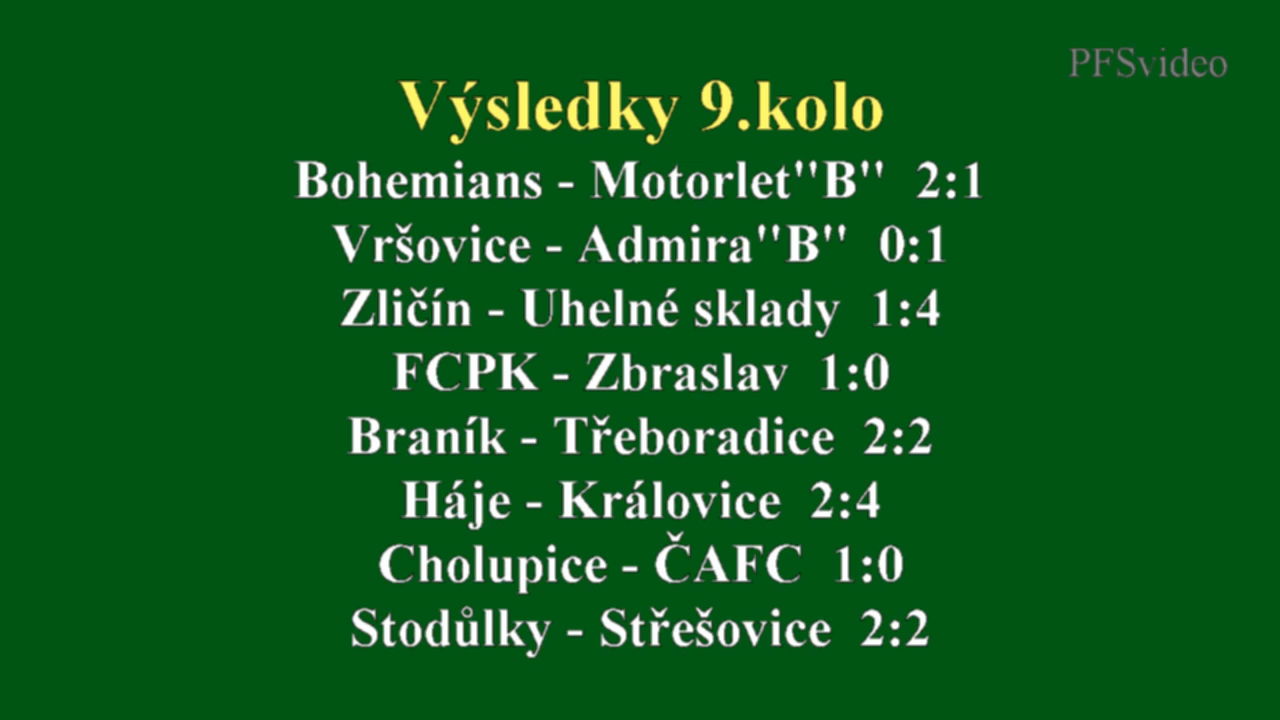 PFSvideo
Výsledky 9.kolo
Bohemians - Motorlet"B" 2:1
Vršovice - Admira"B" 0:1
Zličín - Uhelné sklady 1:4
FCPK - Zbraslav 1:0
Braník - Třeboradice 2:2
Háje - Královice 2:4
Cholupice - ČAFC 1:0
Stodůlky - Střešovice 2:2